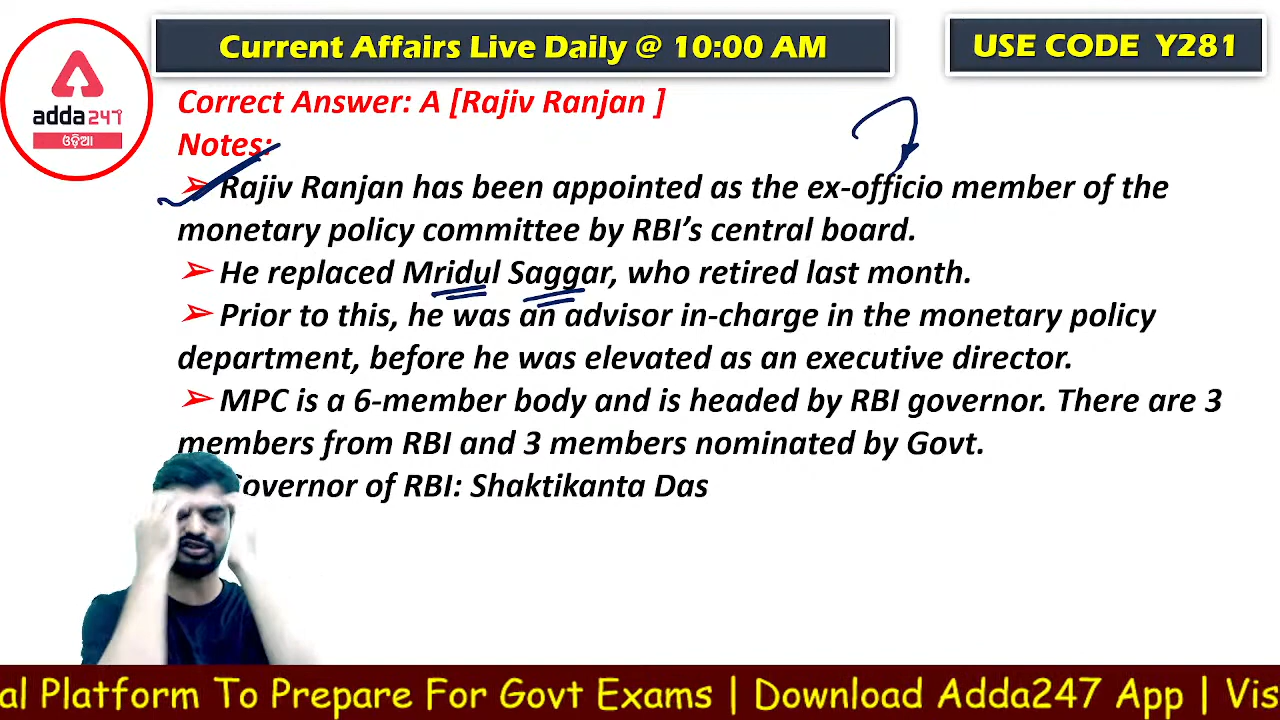 Current Affairs Live Daily @ 10:00 AM
USE CODE Y281
adda247
ଓଡ଼ିଆ
Correct Answer: A [Rajiv Ranjan ]
Notes:
➢ Rajiv Ranjan has been appointed as the ex-officio member of the
monetary policy committee by RBI’s central board.
➢ He replaced Mridul Saggar, who retired last month.
➢ Prior to this, he was an advisor in-charge in the monetary policy
department, before he was elevated as an executive director.
➢ MPC is a 6-member body and is headed by RBI governor. There are 3
members from RBI and 3 members nominated by Govt.
Governor of RBI: Shaktikanta Das
al Platform To Prepare For Govt Exams | Download Adda247 App | Vis